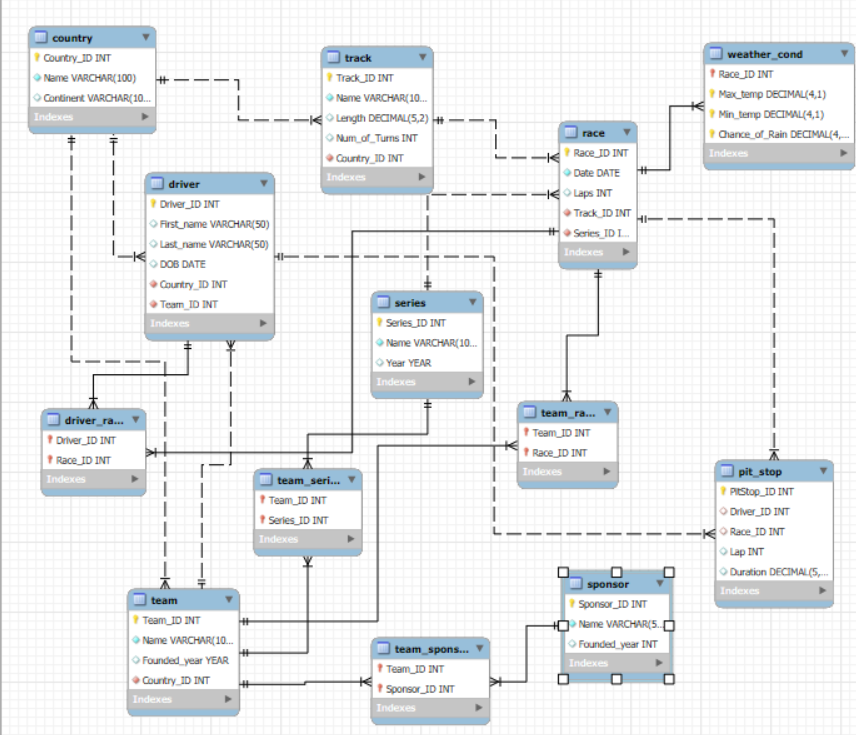 country
Country_ID INT
Name VARCHAR(100)
Continent VARCHAR(10...
Indexes
track
Track_ID INT
Name VARCHAR(10...
Length DECIMAL(5,2)
Num_of_Turns INT
Country_ID INT
Indexes
weather_cond
Race_ID INT
Max_temp DECIMAL(4,1)
Min_temp DECIMAL(4,1)
Chance_of_Rain DECIMAL(4,...
Indexes
race
Race_ID INT
Date DATE
Laps INT
Track_ID INT
Series_ID I...
Indexes
driver
Driver_ID INT
First_name VARCHAR(50)
Last_name VARCHAR(50)
DOB DATE
Country_ID INT
Team_ID INT
Indexes
series
Series_ID INT
Name VARCHAR(10...
Year YEAR
Indexes
driver_ra...
Driver_ID INT
Race_ID INT
Indexes
team_ra...
Team_ID INT
Race_ID INT
Indexes
team_seri...
Team_ID INT
Series_ID INT
Indexes
pit_stop
PitStop_ID INT
Driver_ID INT
Race_ID INT
Lap INT
Duration DECIMAL(5,...
Indexes
team
Team_ID INT
Name VARCHAR(10...
Founded_year YEAR
Country_ID INT
Indexes
team_spons...
Team_ID INT
Sponsor_ID INT
Indexes
sponsor
Sponsor_ID INT
Name VARCHAR(5...
Founded_year INT
Indexes